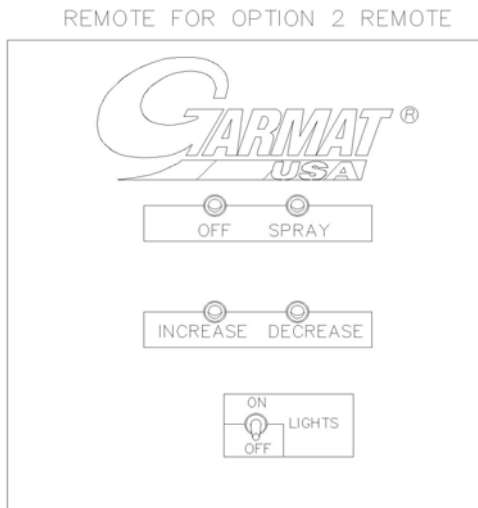 REMOTE FOR OPTION 2 REMOTE
GARMAT ®
USA
OFF SPRAY
INCREASE DECREASE
ON
LIGHTS
OFF